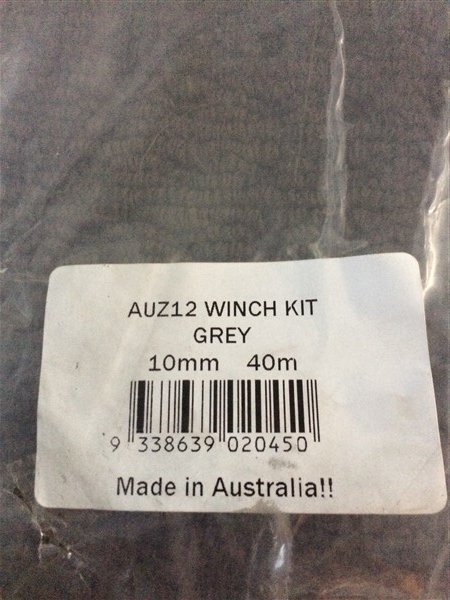 AUZ12 WINCH KIT
GREY
10mm 40m
9 338639 020450
Made in Australia!!